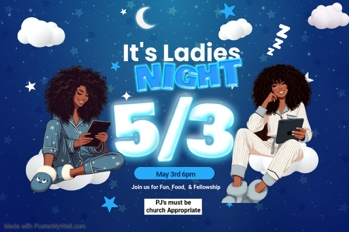 It's Ladies
NIGHT
5/3
May 3rd 6pm
Join us for Fun, Food, & Fellowship
PJ's must be
church Appropriate
Made with PosterMyWall.com